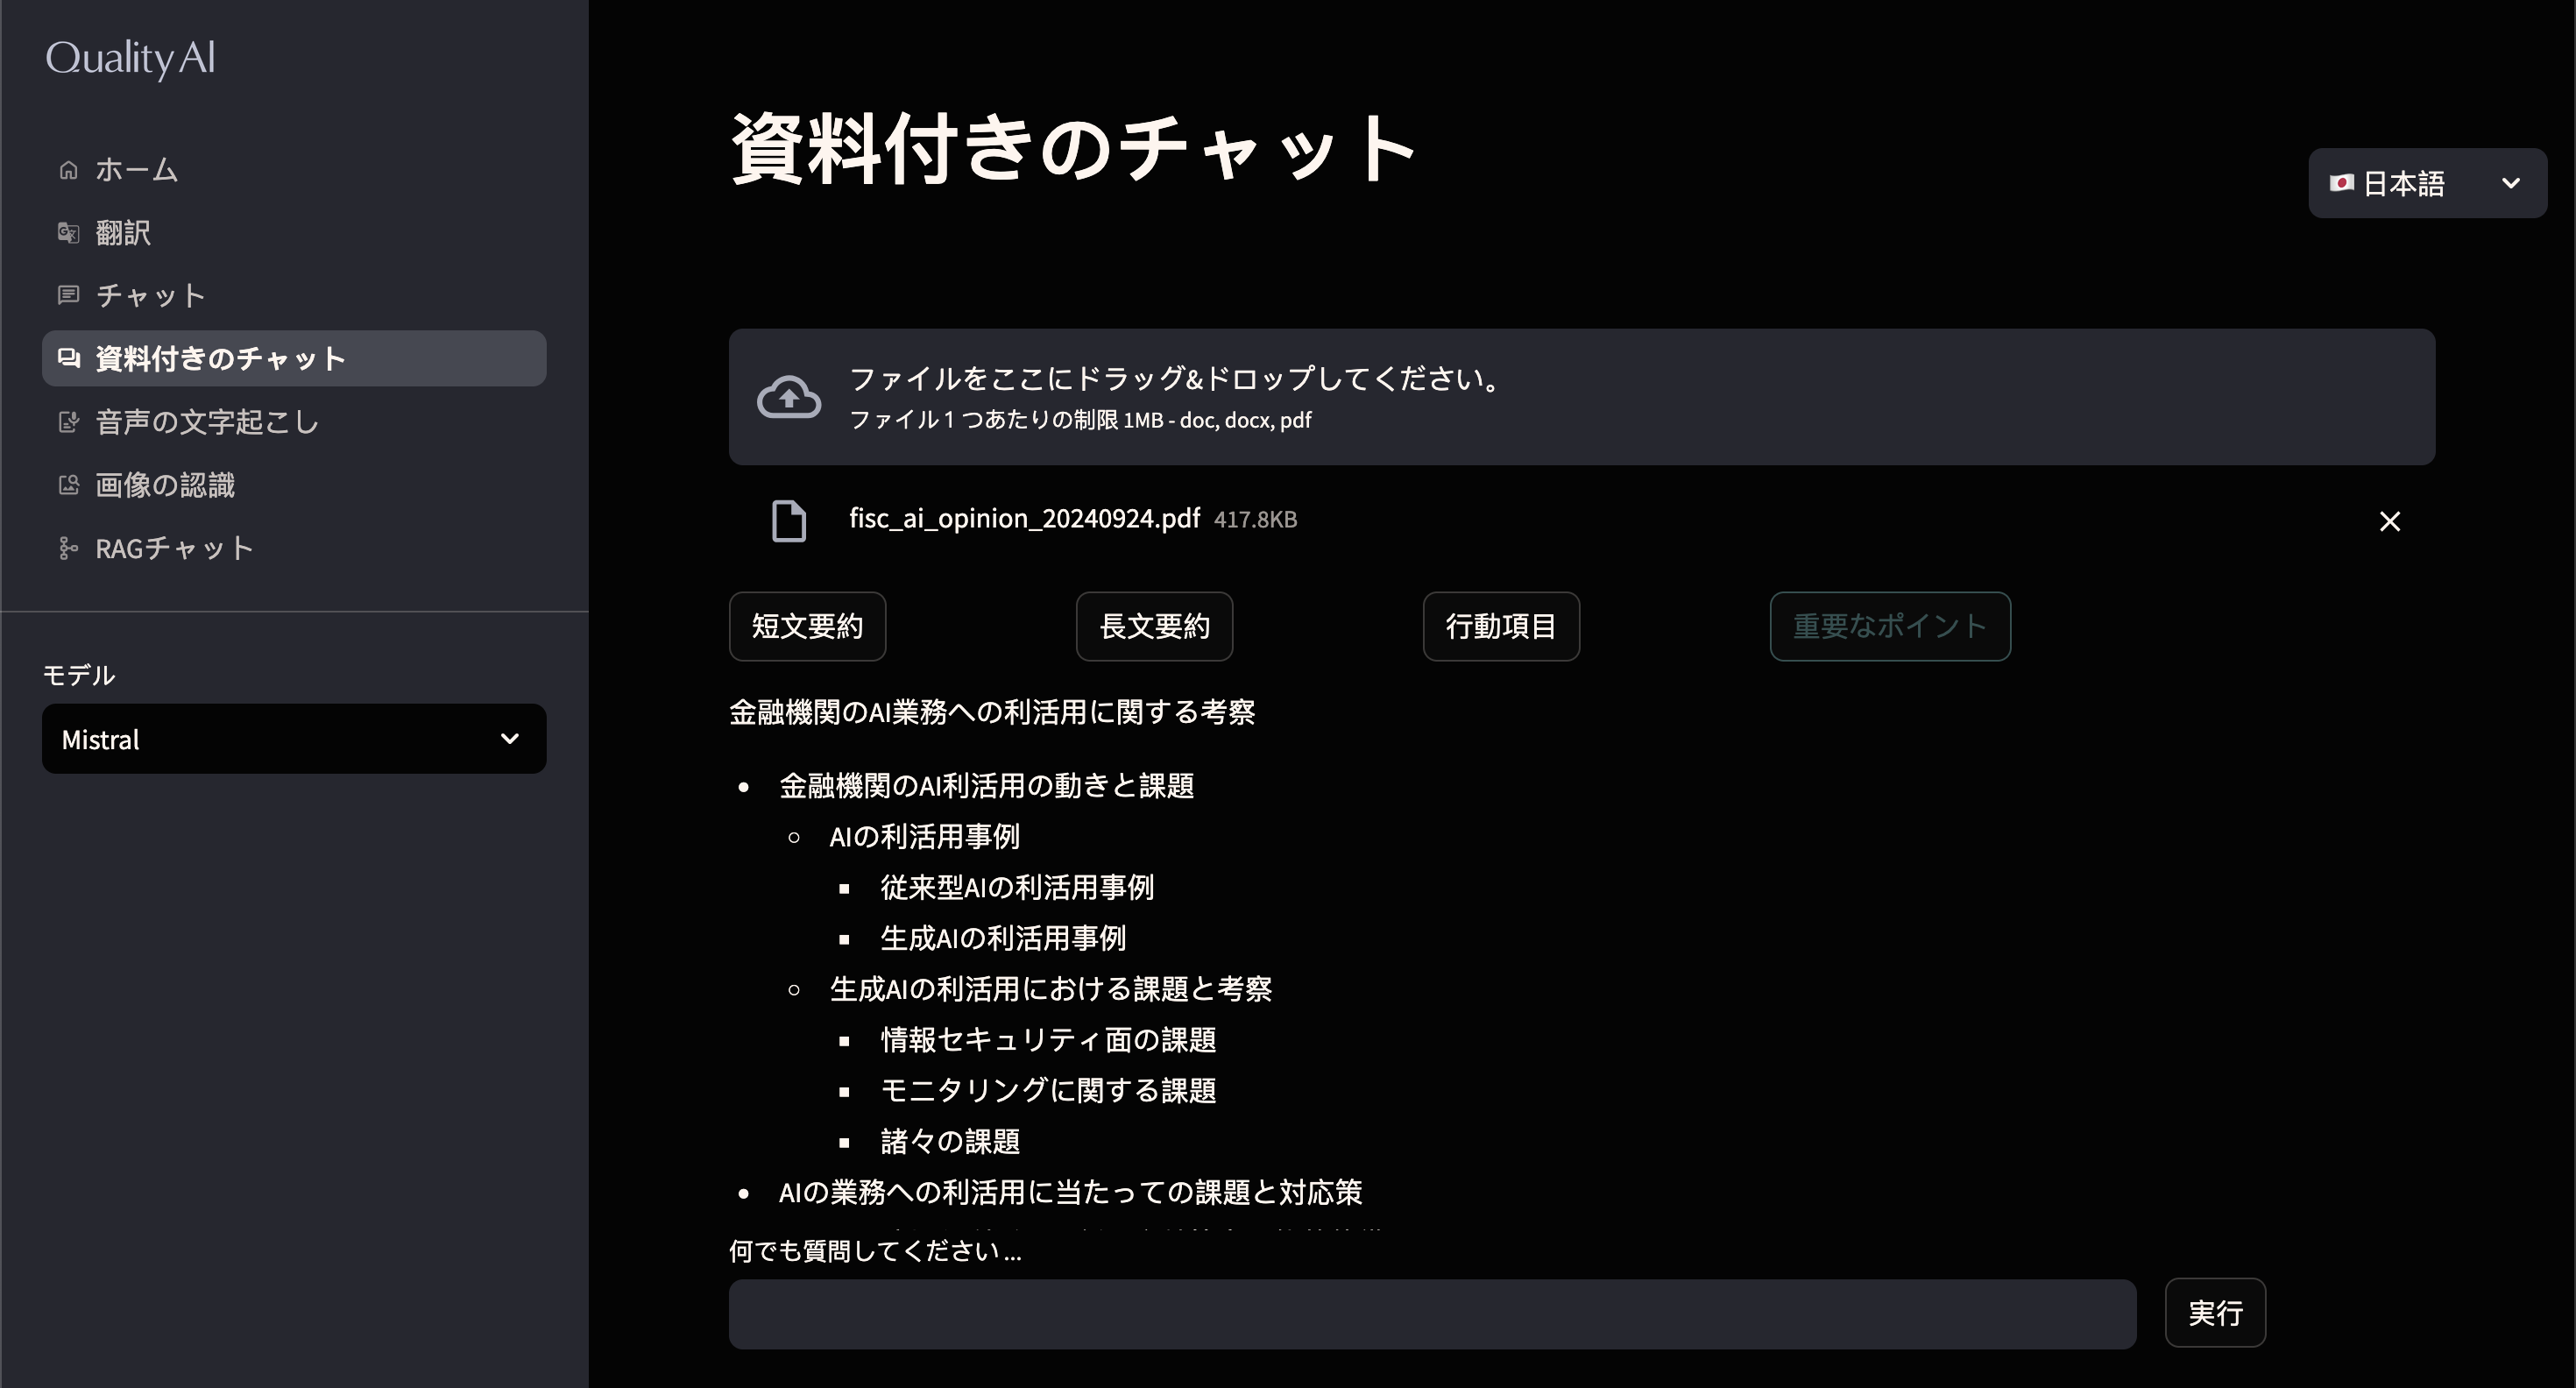 Quality AI
ホーム
翻訳
チャット
資料付きのチャット
音声の文字起こし
画像の認識
RAGチャット
モデル
Mistral
資料付きのチャット
日本語
ファイルをここにドラッグ&ドロップしてください。
ファイル１つあたりの制限 1MB - doc, docx, pdf
fisc_ai_opinion_20240924.pdf 417.8KB
短文要約
長文要約
行動項目
重要なポイント
金融機関のAI業務への利活用に関する考察
金融機関のAI利活用の動きと課題
AIの利活用事例
従来型AIの利活用事例
生成AIの利活用事例
生成AIの利活用における課題と考察
情報セキュリティ面の課題
モニタリングに関する課題
諸々の課題
AIの業務への利活用に当たっての課題と対応策
何でも質問してください ...
実行